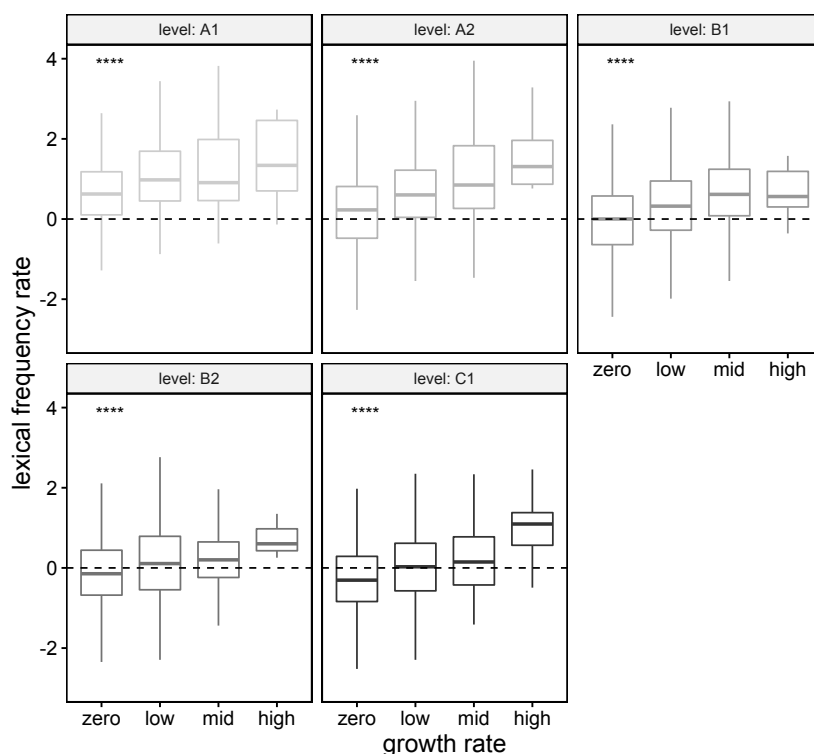 level: A1
level: A2
level: B1
****
****
****
4
2
0
-2
zero
low
mid
high
level: B2
level: C1
****
****
4
2
0
-2
zero
low
mid
high
zero
low
mid
high
lexical frequency rate
growth rate